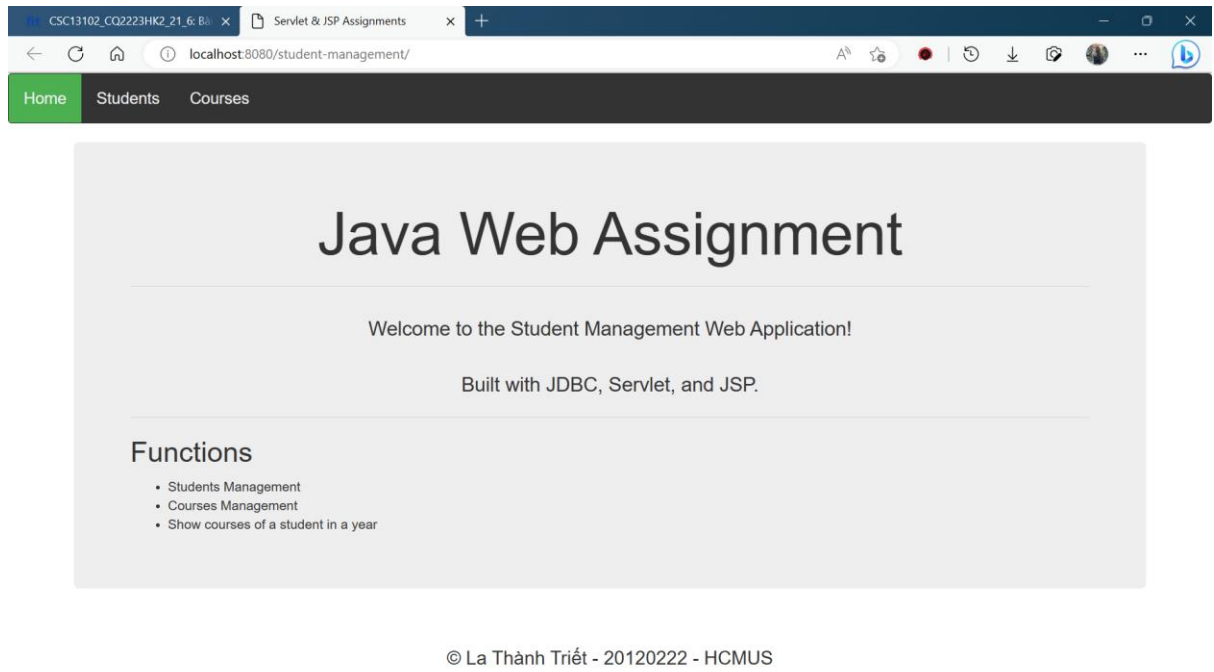 CSC13102_CQ2223HK2_21_6: Bà
Servlet & JSP Assignments
localhost:8080/student-management/
Home Students Courses
Java Web Assignment
Welcome to the Student Management Web Application!
Built with JDBC, Servlet, and JSP.
Functions
• Students Management
• Courses Management
• Show courses of a student in a year
© La Thành Triết - 20120222 - HCMUS